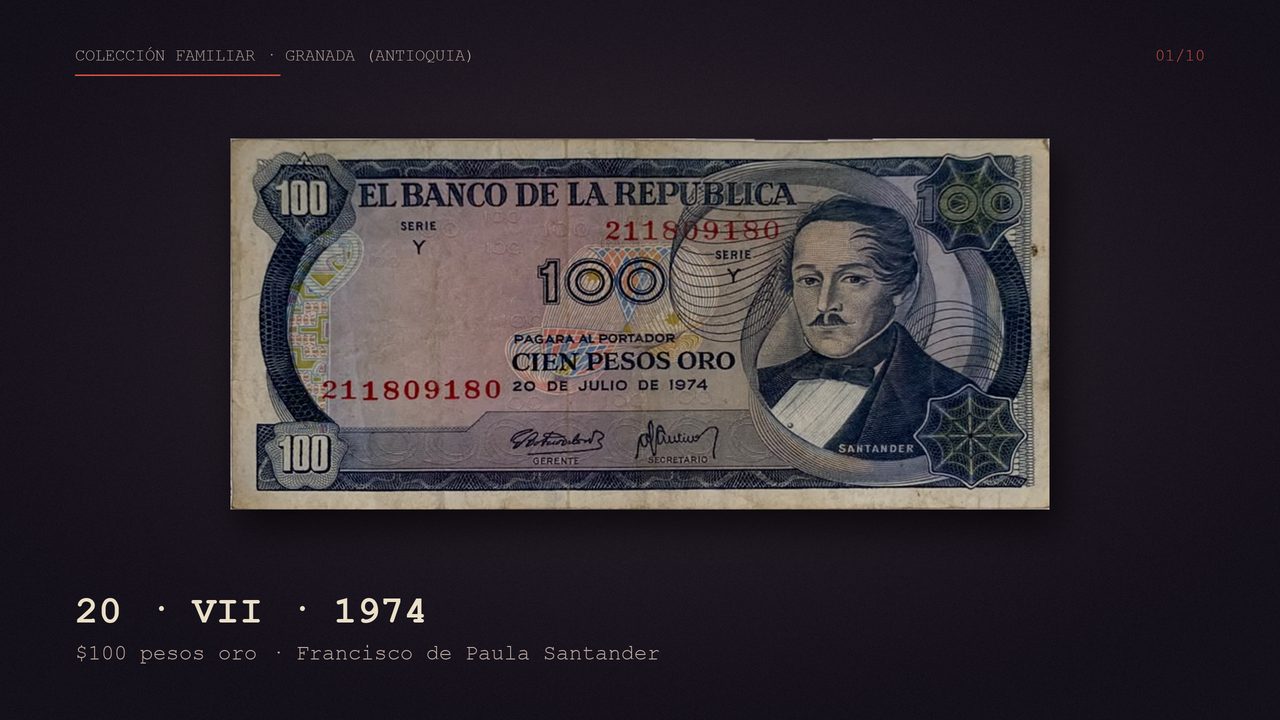 COLECCIÓN FAMILIAR · GRANADA (ANTIOQUIA)
01/10
100
EL BANCO DE LA REPUBLICA
100
SERIE
Y
211809180
SERIE
Y
100
PAGARA AL PORTADOR
CIEN PESOS ORO
211809180
20 DE JULIO DE 1974
100
GERENTE
SECRETARIO
SANTANDER
20 · VII · 1974
$100 pesos oro · Francisco de Paula Santander